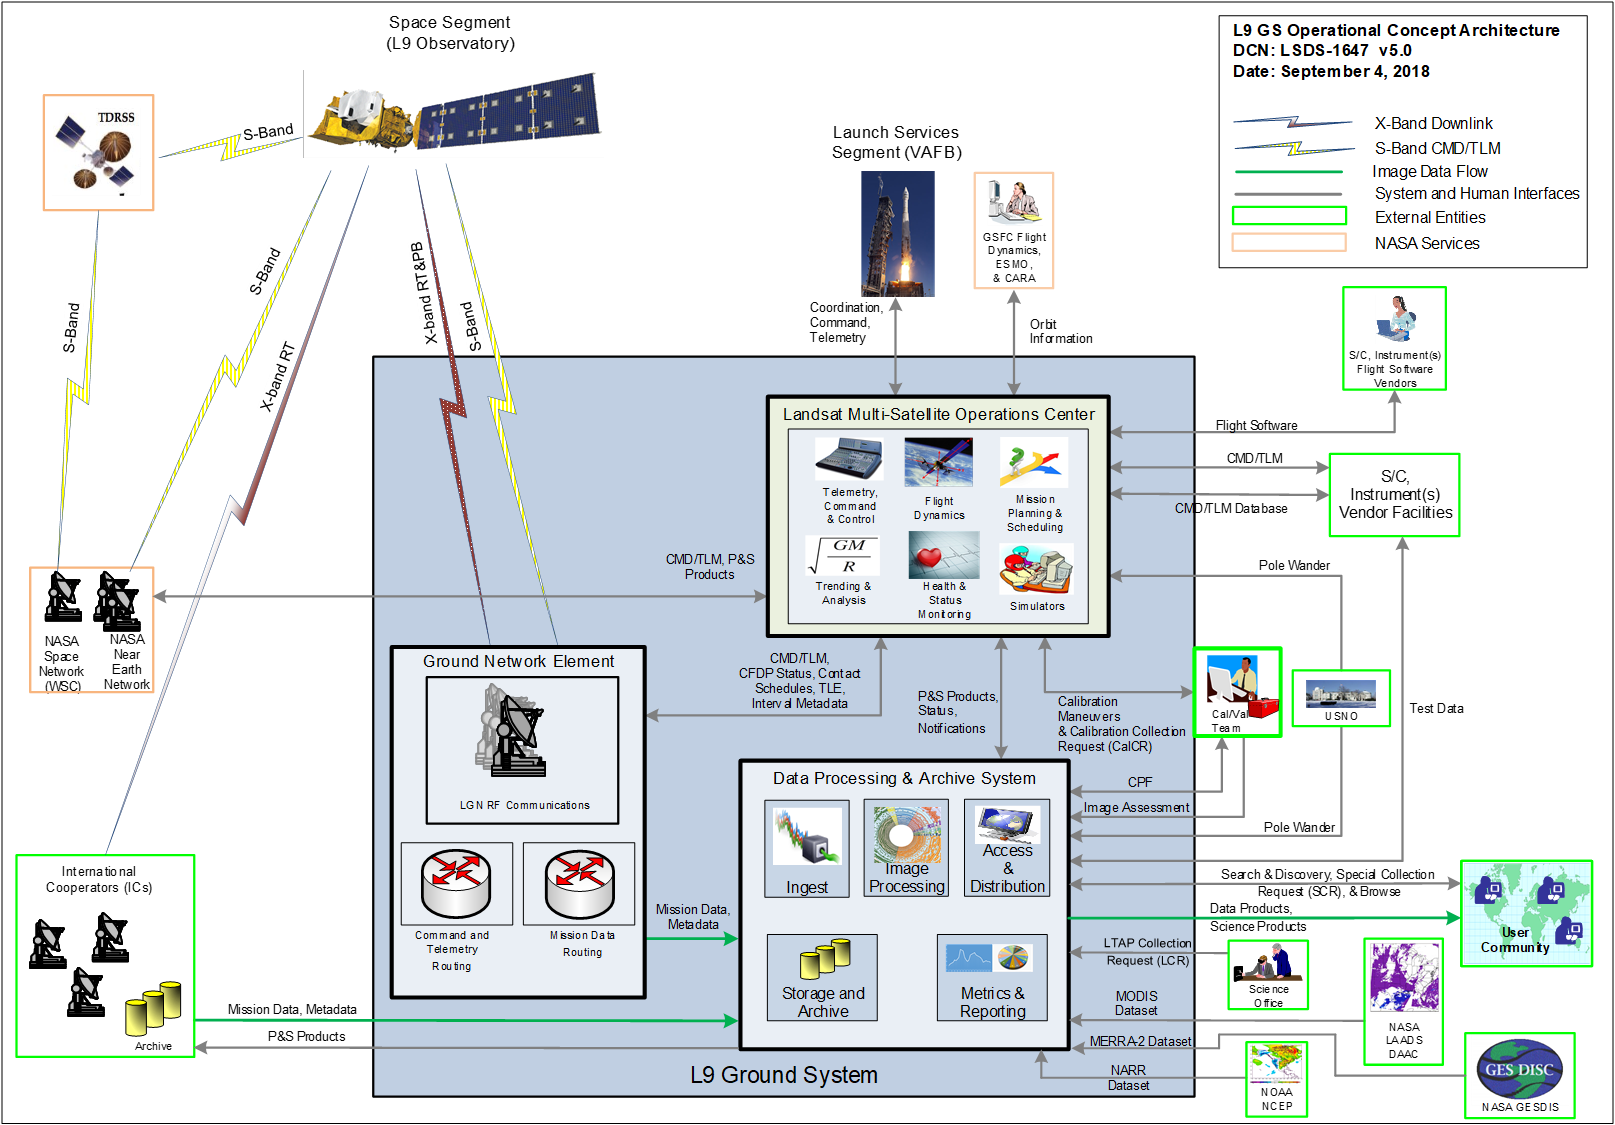 Space Segment
(L9 Observatory)
L9 GS Operational Concept Architecture
DCN: LSDS-1647 v5.0
Date: September 4, 2018
X-Band Downlink
S-Band CMD/TLM
Image Data Flow
System and Human Interfaces
External Entities
NASA Services
TDRSS
S-Band
S-Band
S-Band
X-band RT
X-band RT&PB
S-Band
Launch Services
Segment (VAFB)
GSFC Flight
Dynamics,
ESMO,
& CARA
Coordination,
Command,
Telemetry
Orbit
Information
S/C, Instrument(s)
Flight Software
Vendors
Landsat Multi-Satellite Operations Center
Telemetry,
Command
& Control
Flight
Dynamics
Mission
Planning &
Scheduling
GM
R
Trending &
Analysis
Health &
Status
Monitoring
Simulators
Flight Software
CMD/TLM
CMD/TLM Database
S/C,
Instrument(s)
Vendor Facilities
Pole Wander
CMD/TLM, P&S
Products
NASA
Space
Network
(WSC)
NASA
Near
Earth
Network
Ground Network Element
LGN RF Communications
Command and
Telemetry
Routing
Mission Data
Routing
CMD/TLM,
CFDP Status, Contact
Schedules, TLE,
Interval Metadata
P&S Products,
Status,
Notifications
Calibration
Maneuvers
& Calibration Collection
Request (CalCR)
Cal/Val
Team
USNO
Test Data
Data Processing & Archive System
Ingest
Image
Processing
Access
&
Distribution
Storage and
Archive
Metrics &
Reporting
CPF
Image Assessment
Pole Wander
Search & Discovery, Special Collection
Request (SCR), & Browse
Data Products,
Science Products
User
Community
LTAP Collection
Request (LCR)
Science
Office
MODIS
Dataset
NASA
LAADS
DAAC
MERRA-2 Dataset
GES DISC
NASA GESDIS
NARR
Dataset
NOAA
NCEP
International
Cooperators (ICs)
Archive
Mission Data,
Metadata
Mission Data, Metadata
P&S Products
L9 Ground System